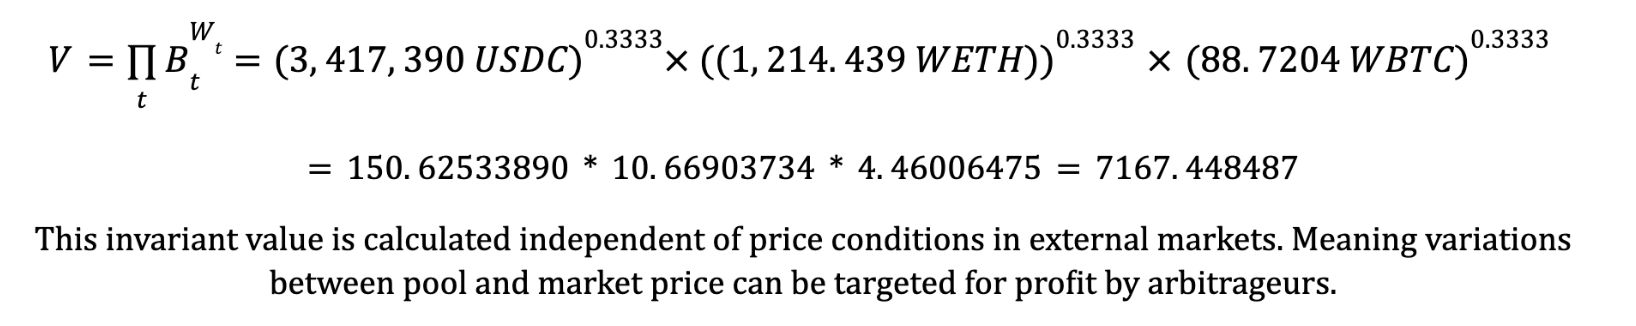 V = ∏_t B_t^{W_t} = (3, 417, 390 USDC)^{0.3333} × ((1, 214. 439 WETH))^{0.3333} × (88. 7204 WBTC)^{0.3333}
= 150. 62533890 * 10. 66903734 * 4. 46006475 = 7167. 448487
This invariant value is calculated independent of price conditions in external markets. Meaning variations
between pool and market price can be targeted for profit by arbitrageurs.